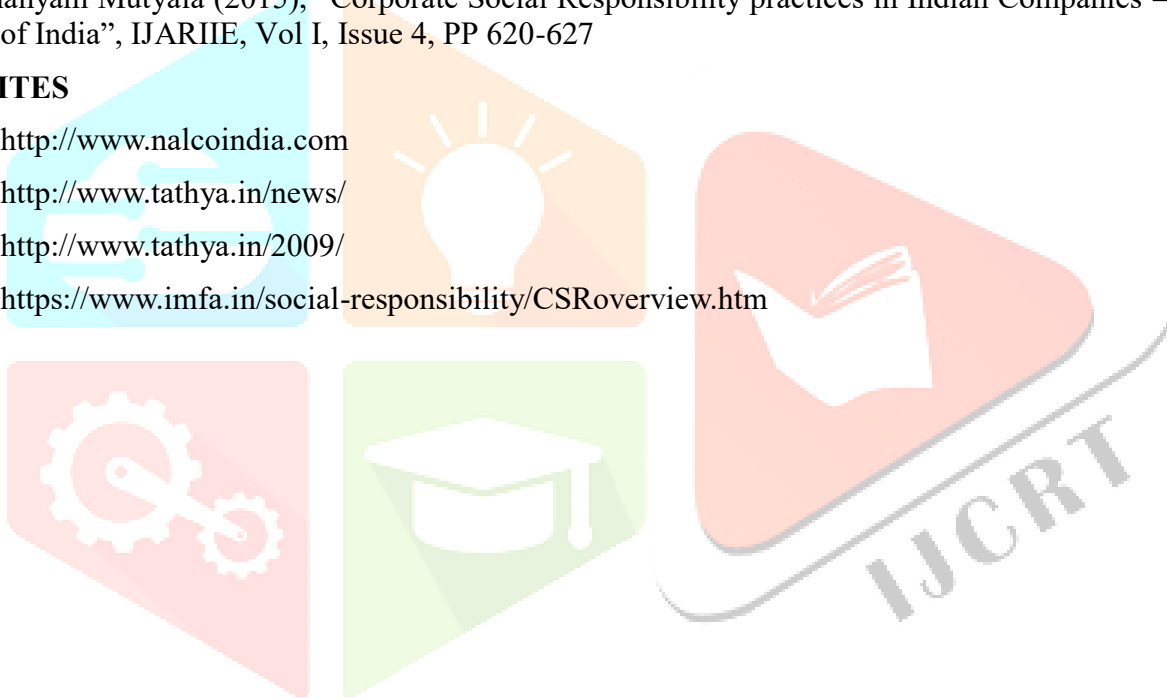 Mutyala (2015), “Corporate Social Responsibility practices in Indian Companies –
of India”, IJARIIE, Vol I, Issue 4, PP 620-627
ITES
http://www.nalcoindia.com
http://www.tathya.in/news/
http://www.tathya.in/2009/
https://www.imfa.in/social-responsibility/CSRoverview.htm
IJCRT